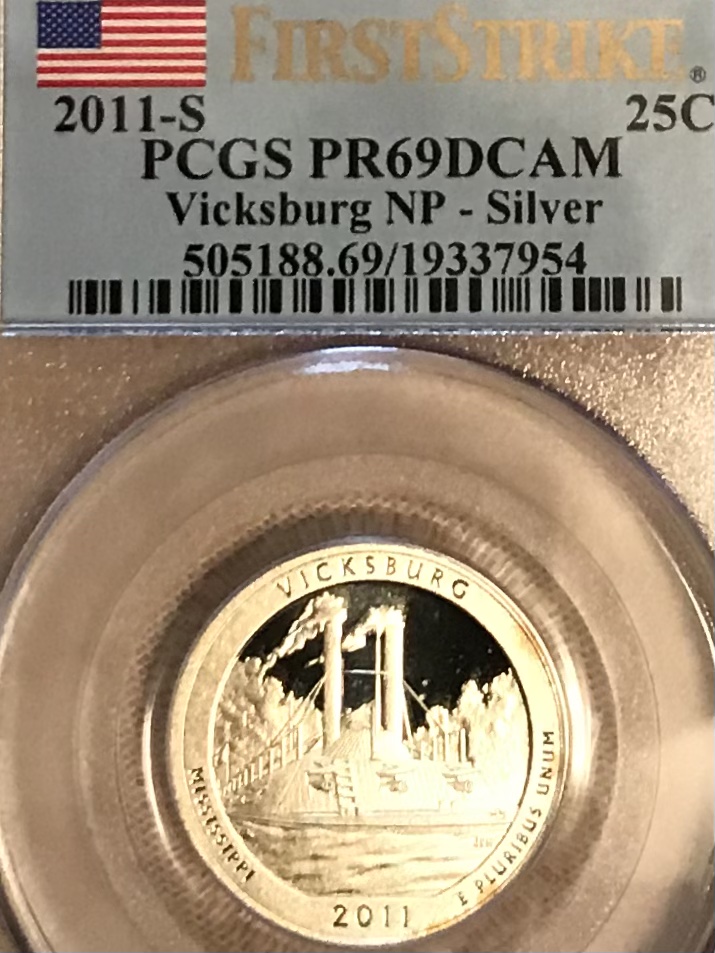 FIRSTSTRIKE®
2011-S 25C
PCGS PR69DCAM
Vicksburg NP - Silver
505188.69/19337954
VICKSBURG
MISSISSIPPI
E PLURIBUS UNUM
2011